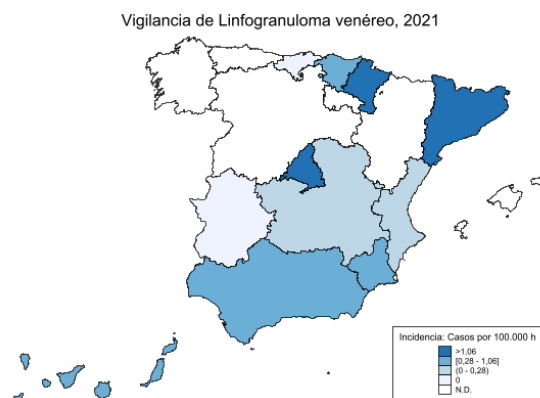 Vigilancia de Linfogranuloma venéreo, 2021
Incidencia: Casos por 100.000 h
>1,06
[0,28 - 1,06]
(0 - 0,28)
0
N.D.